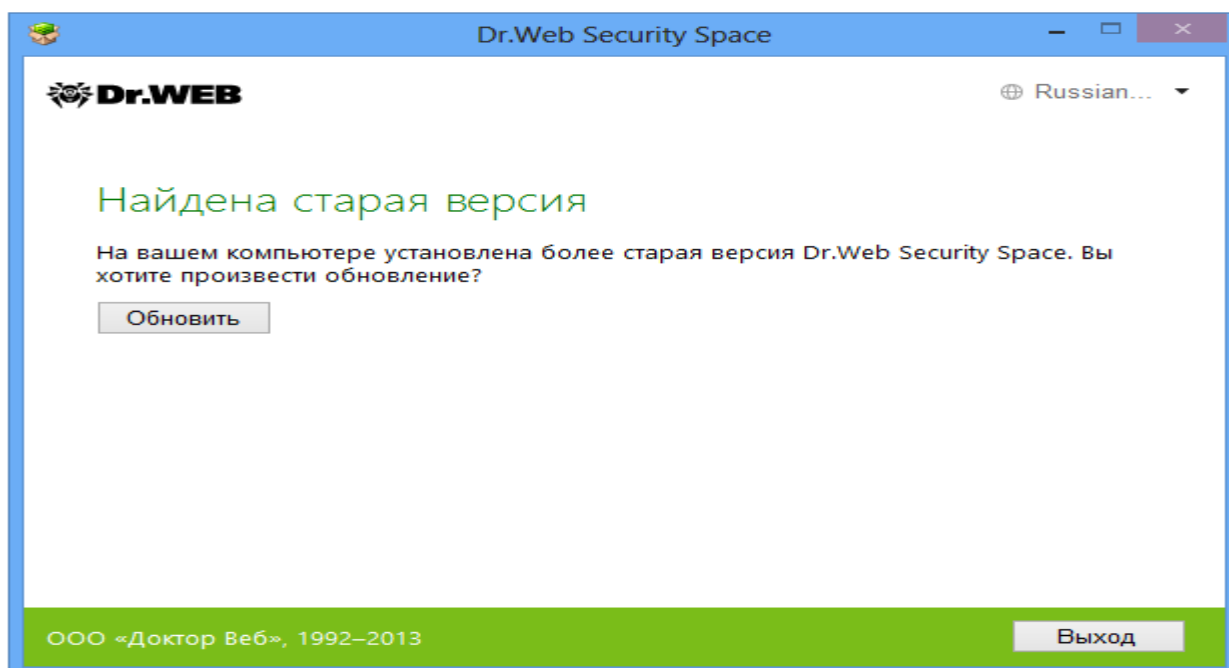 Dr.Web Security Space
Dr.WEB
Russian...
Найдена старая версия
На вашем компьютере установлена более старая версия Dr.Web Security Space. Вы
хотите произвести обновление?
Обновить
ООО «Доктор Веб», 1992–2013
Выход